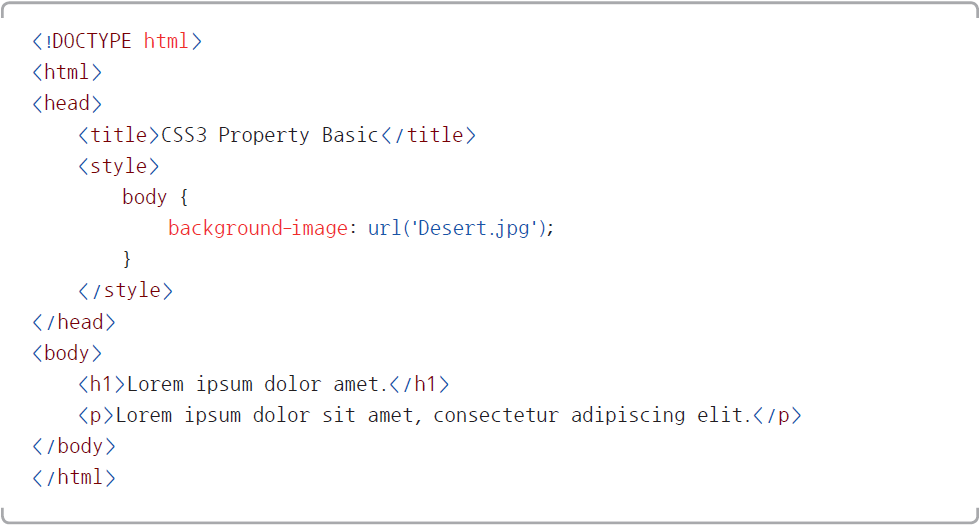 <!DOCTYPE html>
<html>
<head>
    <title>CSS3 Property Basic</title>
    <style>
        body {
            background-image: url('Desert.jpg');
        }
    </style>
</head>
<body>
    <h1>Lorem ipsum dolor amet.</h1>
    <p>Lorem ipsum dolor sit amet, consectetur adipiscing elit.</p>
</body>
</html>